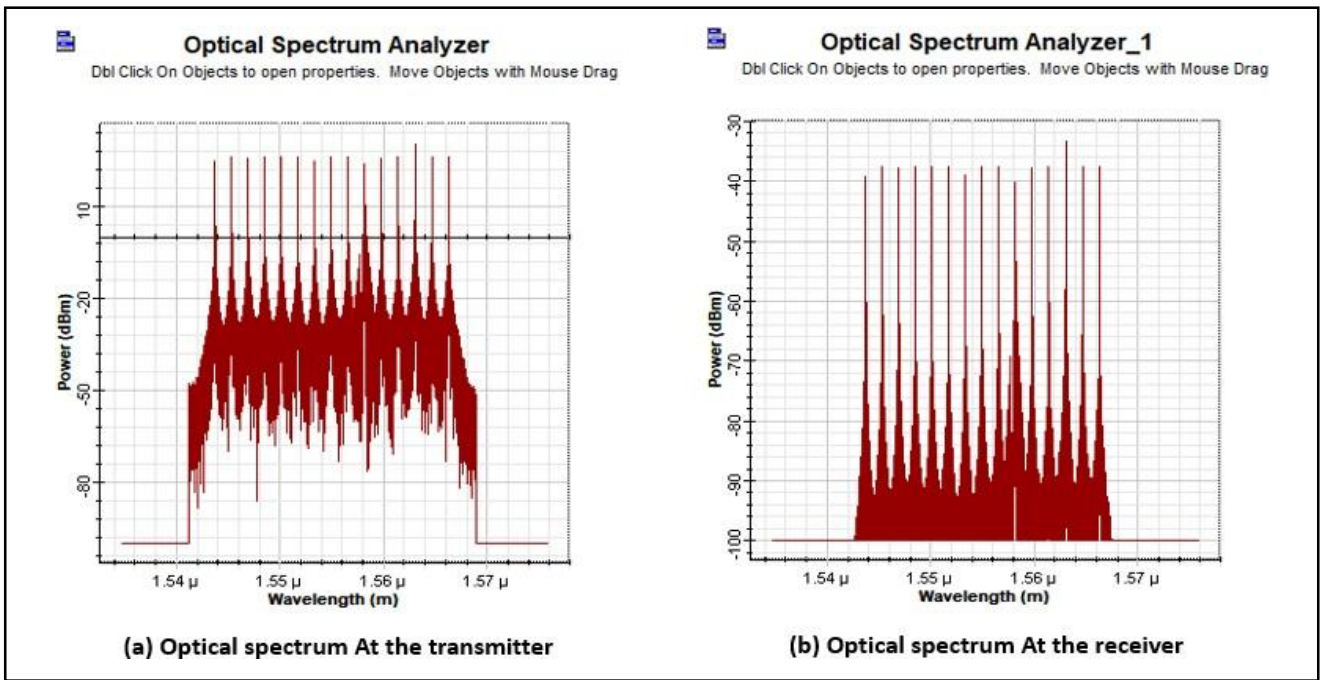 Optical Spectrum Analyzer
Dbl Click On Objects to open properties. Move Objects with Mouse Drag
Power (dBm)
10
-20
-50
-80
1.54 µ 1.55 µ 1.56 µ 1.57 µ
Wavelength (m)
(a) Optical spectrum At the transmitter
Optical Spectrum Analyzer_1
Dbl Click On Objects to open properties. Move Objects with Mouse Drag
Power (dBm)
-30
-40
-50
-60
-70
-80
-90
-100
1.54 µ 1.55 µ 1.56 µ 1.57 µ
Wavelength (m)
(b) Optical spectrum At the receiver